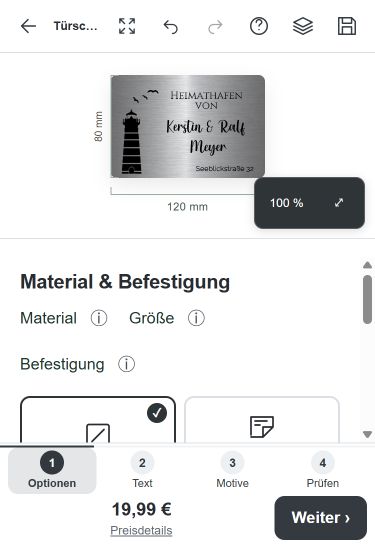 Türsc...
80 mm
Heimathafen
von
Kerstin & Ralf
Meyer
Seeblickstraße 32
120 mm
100 %
Material & Befestigung
Material
Größe
Befestigung
1
2
3
4
Optionen
Text
Motive
Prüfen
19,99 €
Preisdetails
Weiter ›